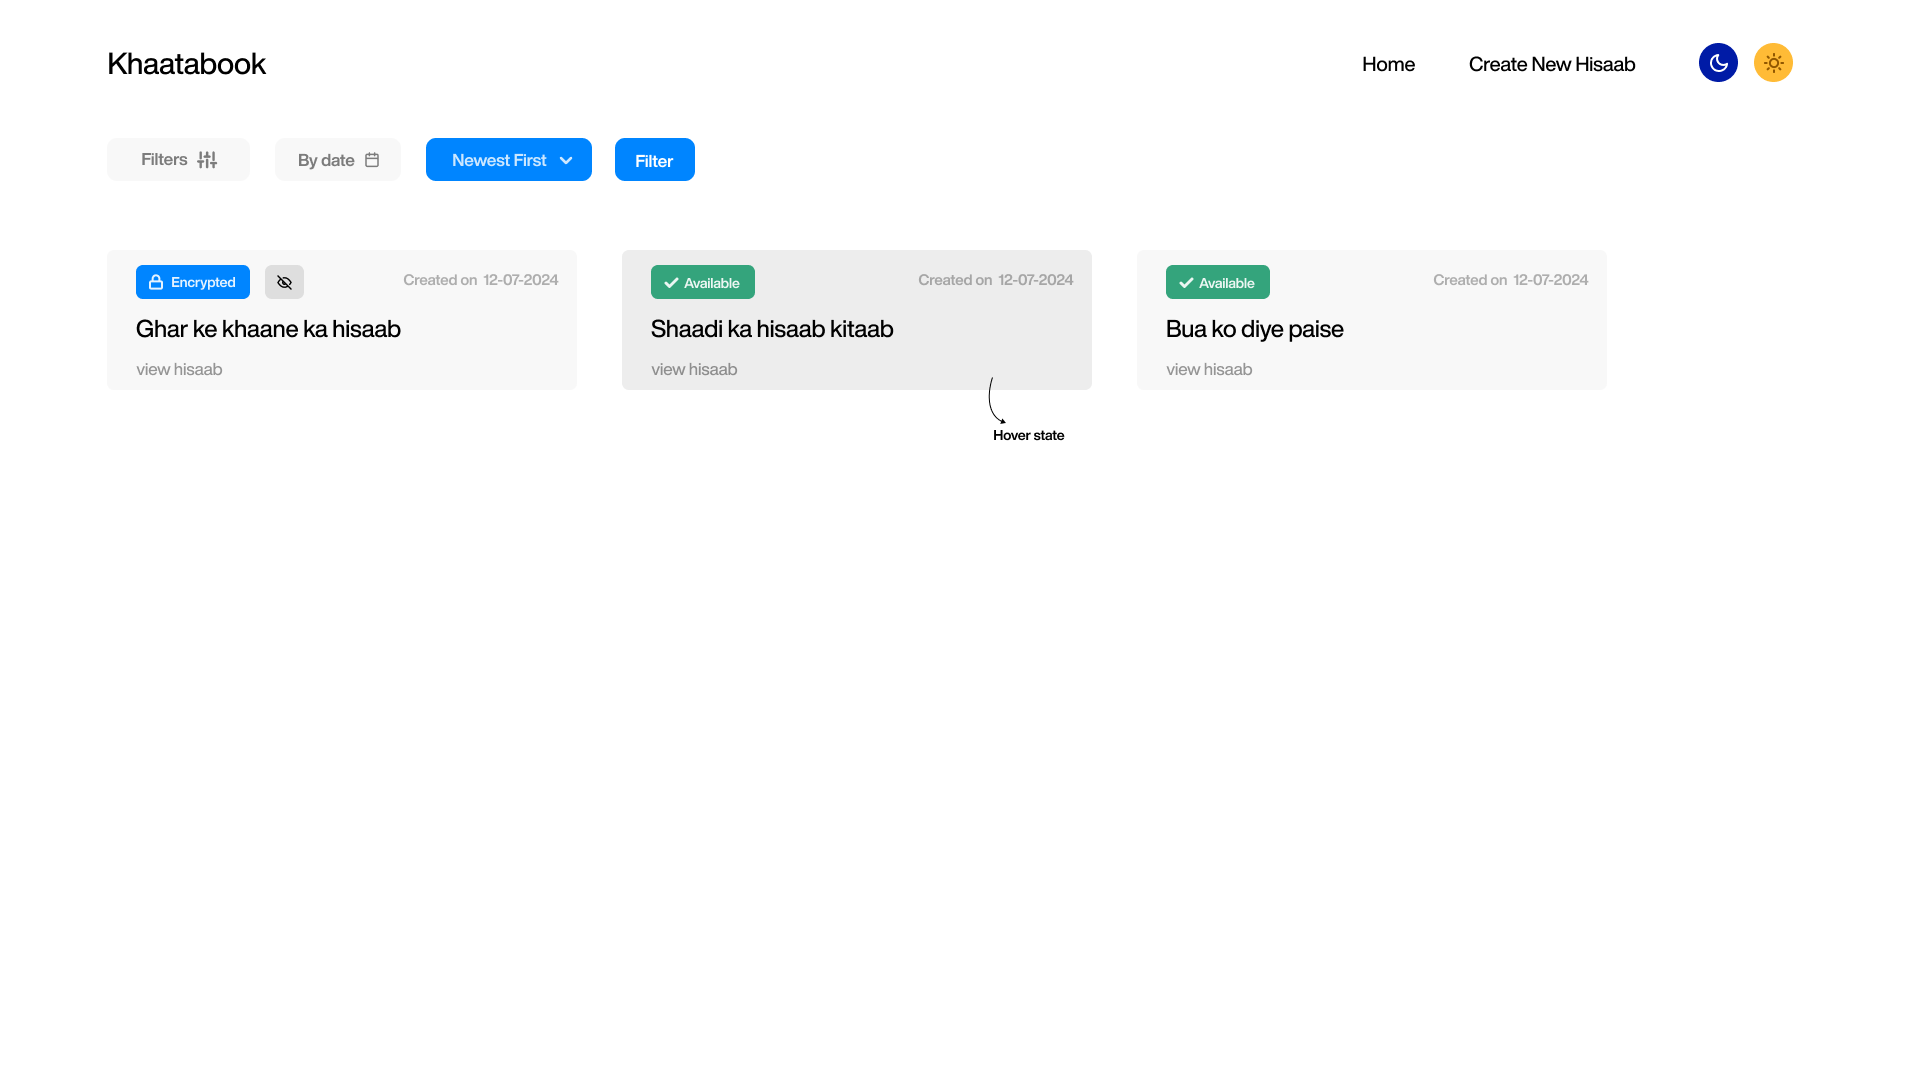 Khaatabook
Home
Create New Hisaab
Filters
By date
Newest First
Filter
Encrypted
Created on 12-07-2024
Ghar ke khaane ka hisaab
view hisaab
Available
Created on 12-07-2024
Shaadi ka hisaab kitaab
view hisaab
Hover state
Available
Created on 12-07-2024
Bua ko diye paise
view hisaab